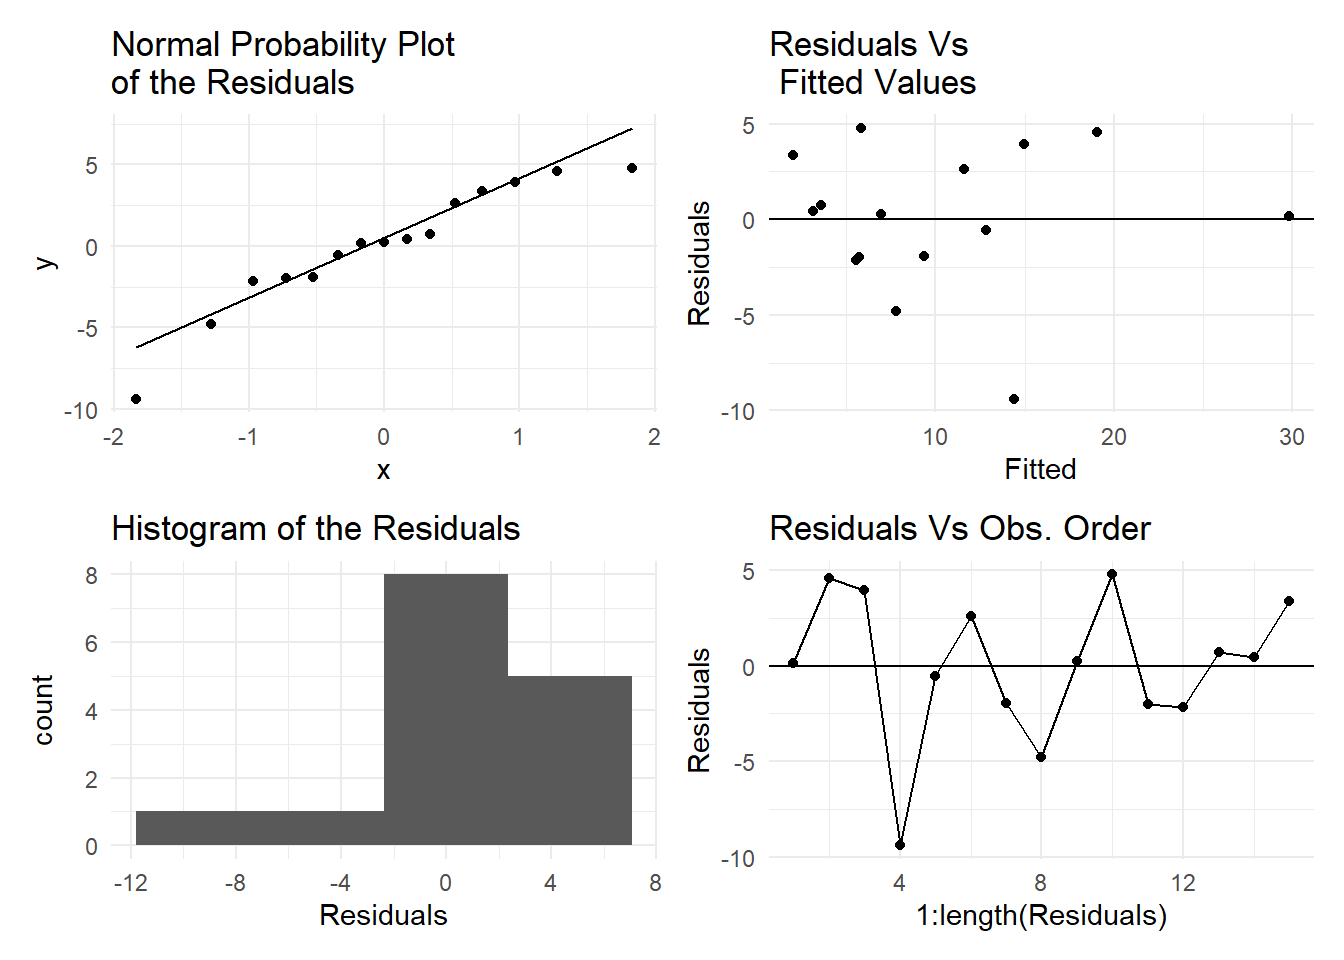 Normal Probability Plot
of the Residuals
5
0
-5
-10
y
-2
-1
0
1
2
x
Residuals Vs
Fitted Values
5
0
-5
-10
Residuals
10
20
30
Fitted
Histogram of the Residuals
8
6
4
2
0
count
-12
-8
-4
0
4
8
Residuals
Residuals Vs Obs. Order
5
0
-5
-10
Residuals
4
8
12
1:length(Residuals)